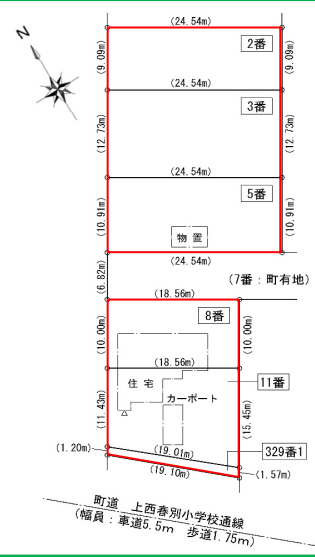 N
(24.54m)
2番
(9.09m)
(9.09m)
(24.54m)
3番
(12.73m)
(12.73m)
(24.54m)
5番
(10.91m)
(10.91m)
物置
(24.54m)
(6.82m)
(7番：町有地)
(18.56m)
8番
(10.00m)
(10.00m)
(18.56m)
住宅
11番
カーポート
(11.43m)
(15.45m)
(1.20m)
(19.01m)
329番1
(19.10m)
(1.57m)
町道 上西春別小学校通線
(幅員：車道5.5m 歩道1.75m)